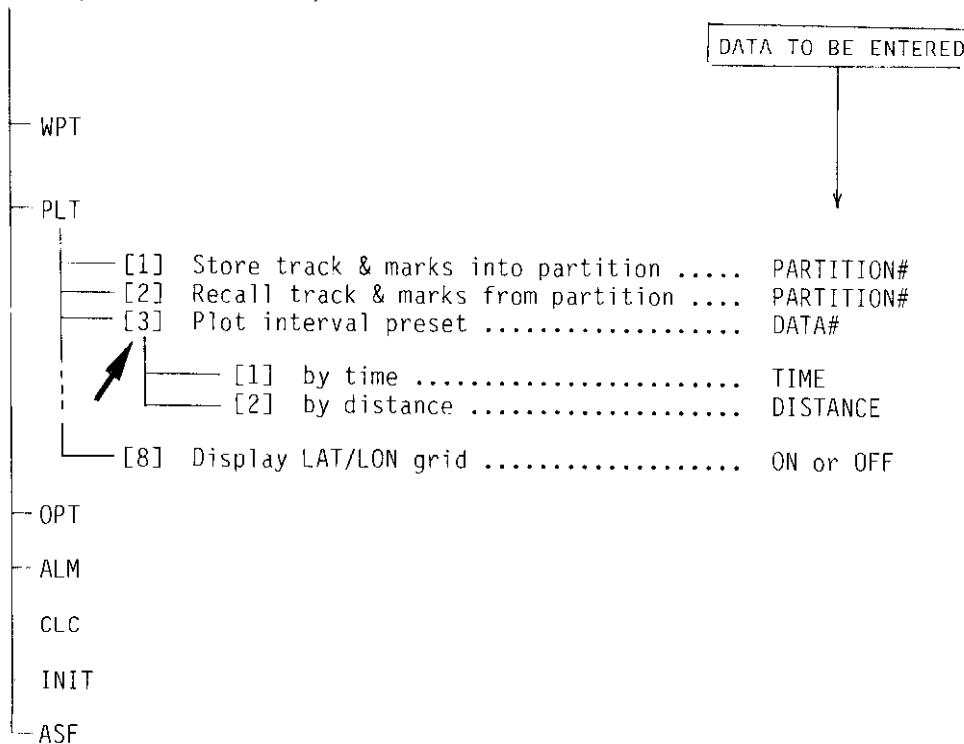 DATA TO BE ENTERED
WPT
PLT
[1] Store track & marks into partition ..... PARTITION#
[2] Recall track & marks from partition .... PARTITION#
[3] Plot interval preset ................... DATA#
[1] by time ........................ TIME
[2] by distance .................... DISTANCE
[8] Display LAT/LON grid ................... ON or OFF
OPT
ALM
CLC
INIT
ASF